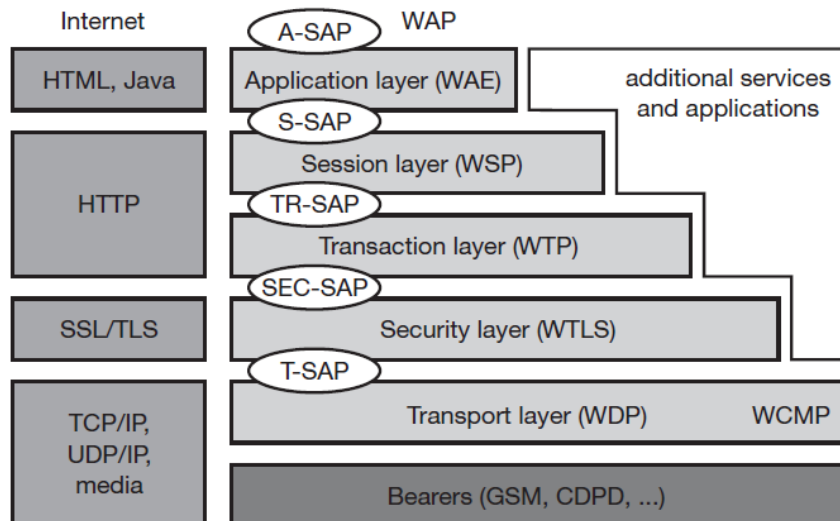 Internet
A-SAP
WAP
HTML, Java
Application layer (WAE)
additional services
and applications
S-SAP
HTTP
Session layer (WSP)
TR-SAP
Transaction layer (WTP)
SEC-SAP
SSL/TLS
Security layer (WTLS)
T-SAP
TCP/IP,
UDP/IP,
media
Transport layer (WDP)
WCMP
Bearers (GSM, CDPD, ...)